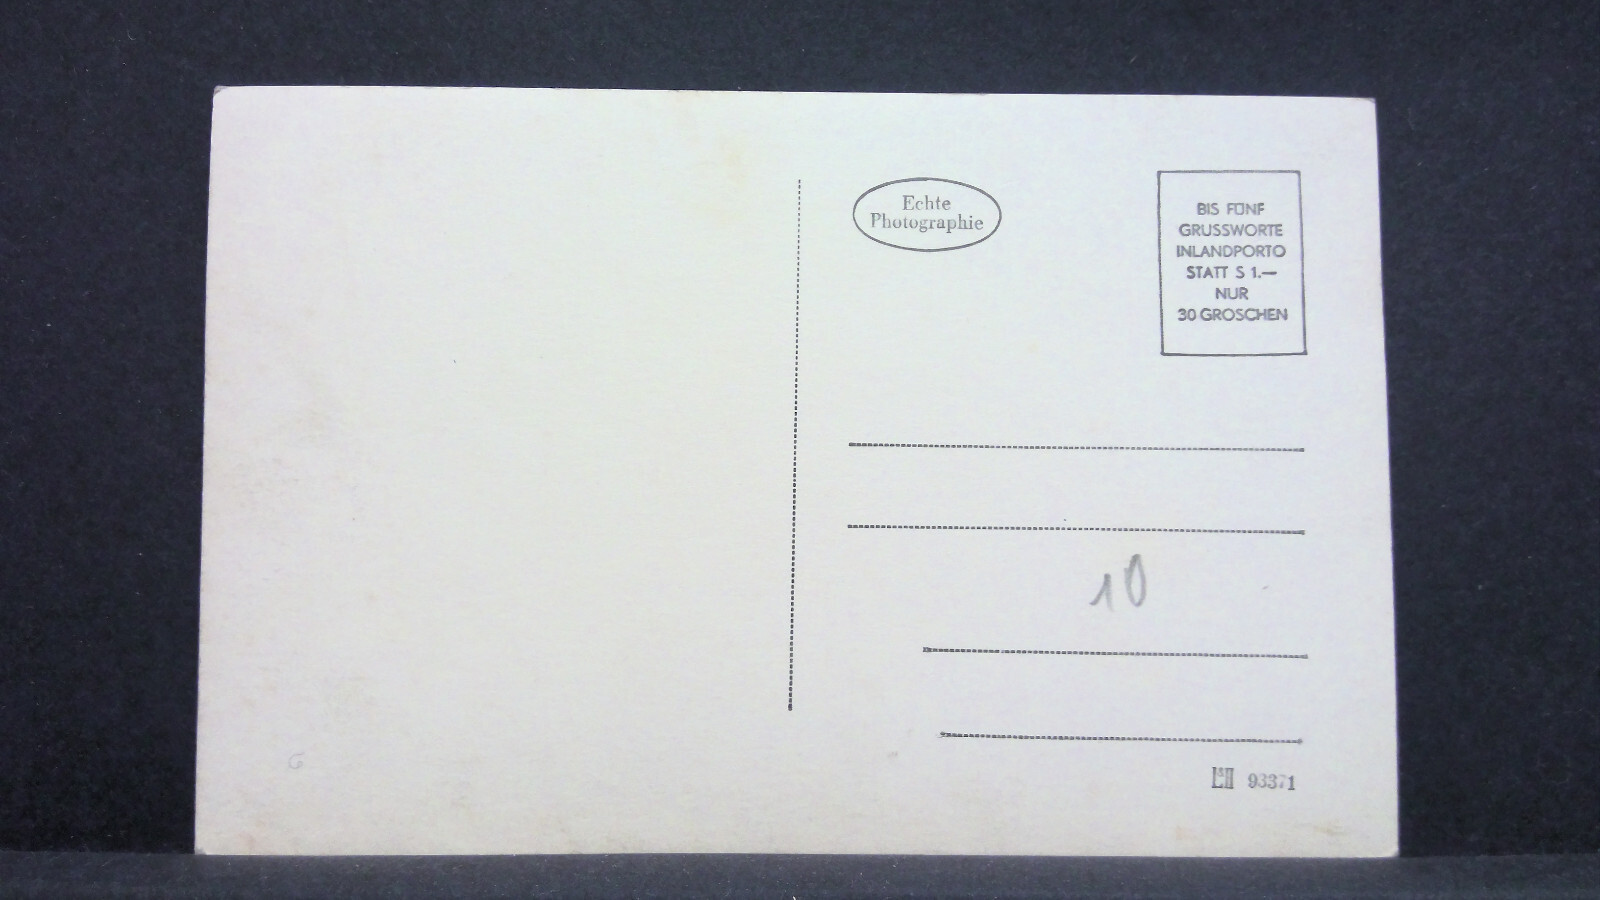 Echte
Photographie
BIS FÜNF
GRUSSWORTE
INLANDPORTO
STATT S 1.—
NUR
30 GROSCHEN
10
93371
G